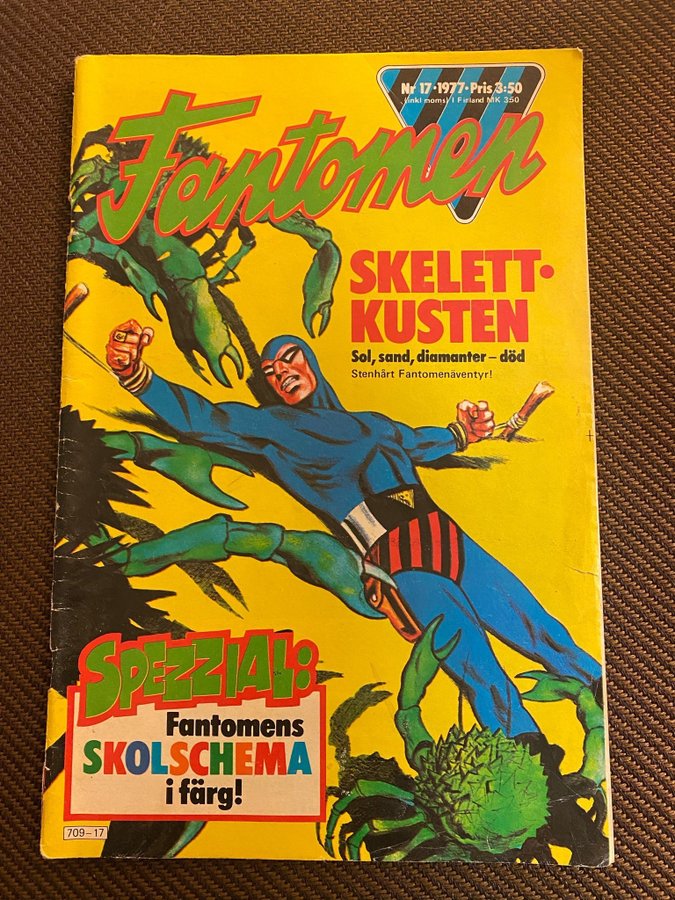 Nr 17·1977·Pris 3:50
(inkl moms) I Finland MK 3.50
Fantomen
SKELETT-
KUSTEN
Sol, sand, diamanter – död
Stenhårt Fantomenäventyr!
SPEZZIAL:
Fantomens
SKOLSCHEMA
i färg!
709–17